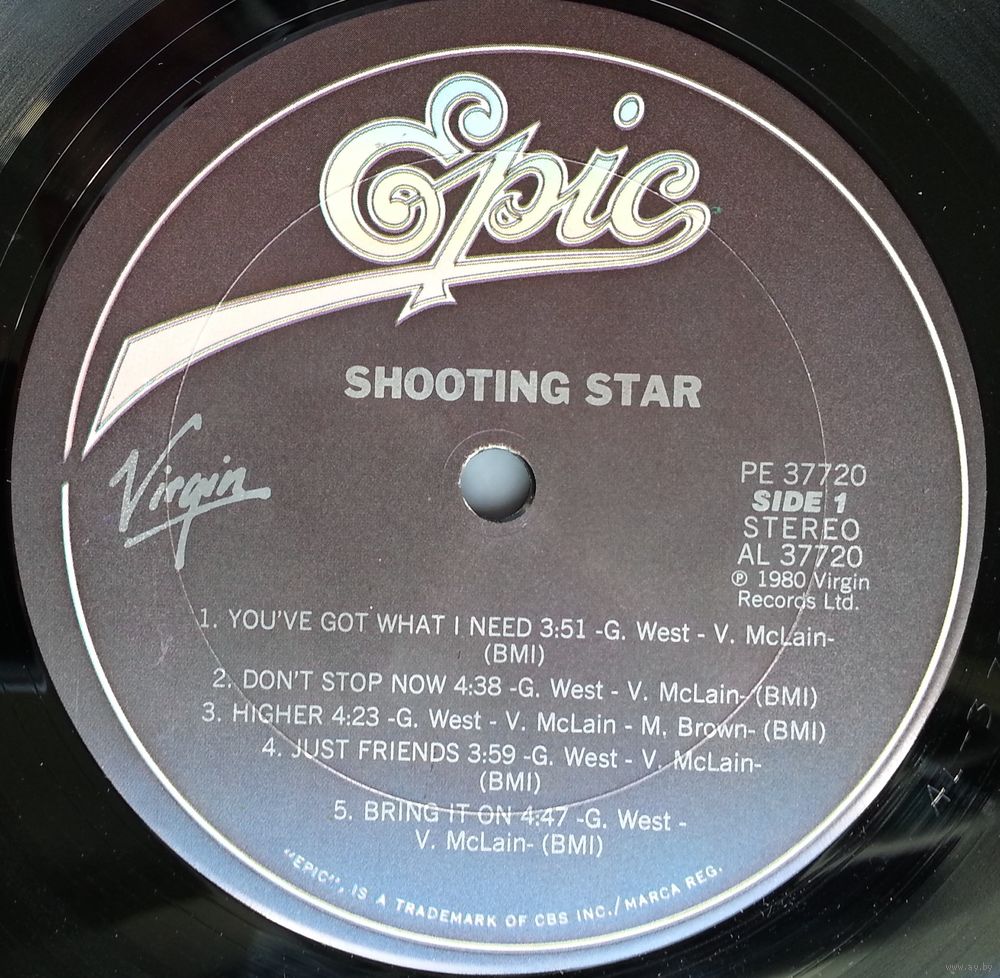 Epic
SHOOTING STAR
Virgin
PE 37720
SIDE 1
STEREO
AL 37720
℗ 1980 Virgin
Records Ltd.
1. YOU'VE GOT WHAT I NEED 3:51 -G. West - V. McLain-
(BMI)
2. DON'T STOP NOW 4:38 -G. West - V. McLain- (BMI)
3. HIGHER 4:23 -G. West - V. McLain - M. Brown- (BMI)
4. JUST FRIENDS 3:59 -G. West - V. McLain-
(BMI)
5. BRING IT ON 4:47 -G. West -
V. McLain- (BMI)
"EPIC", IS A TRADEMARK OF CBS INC./MARCA REG.
www.ay.by